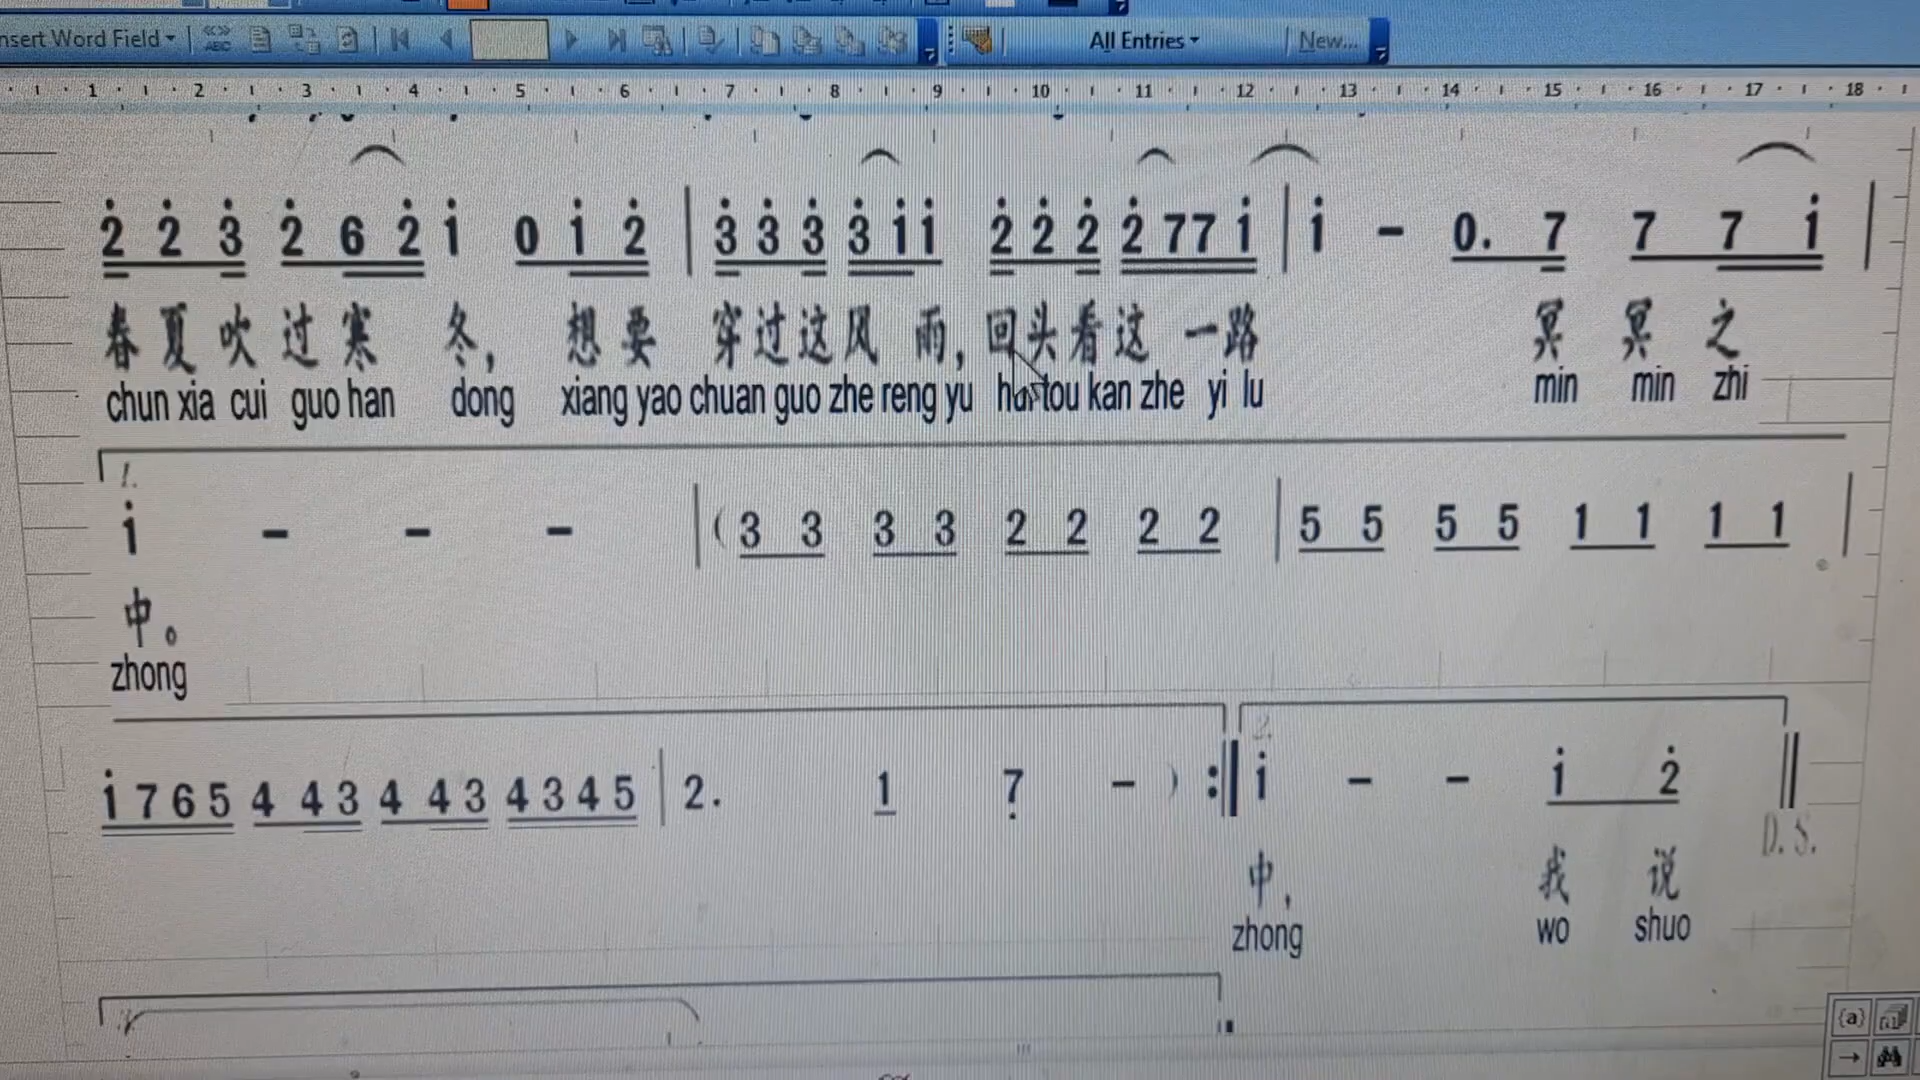 nsert Word Field All Entries New...
1 2 3 4 5 6 7 8 9 10 11 12 13 14 15 16 17 18
2̇ 2̇ 3̇ 2̇ 6 2̇ 1̇ 0 1̇ 2̇ | 3̇ 3̇ 3̇ 3̇ 1̇ 1̇ 2̇ 2̇ 2̇ 2̇ 7 7 1̇ | 1̇ - 0. 7 7 7 1̇ |
春夏吹过寒 冬, 想要 穿过这风 雨, 回头看这 一路 冥 冥 之
chun xia cui guo han dong xiang yao chuan guo zhe reng yu tou kan zhe yi lu min min zhi
1.
1̇ - - - | ( 3 3 3 3 2 2 2 2 | 5 5 5 5 1 1 1 1 |
中。
zhong
2.
1̇ 7 6 5 4 4 3 4 4 3 4 3 4 5 | 2. 1 7̣ - ) :‖ 1̇ - - 1̇ 2̇ ‖
D. S.
中, 我 说
zhong wo shuo
{a}